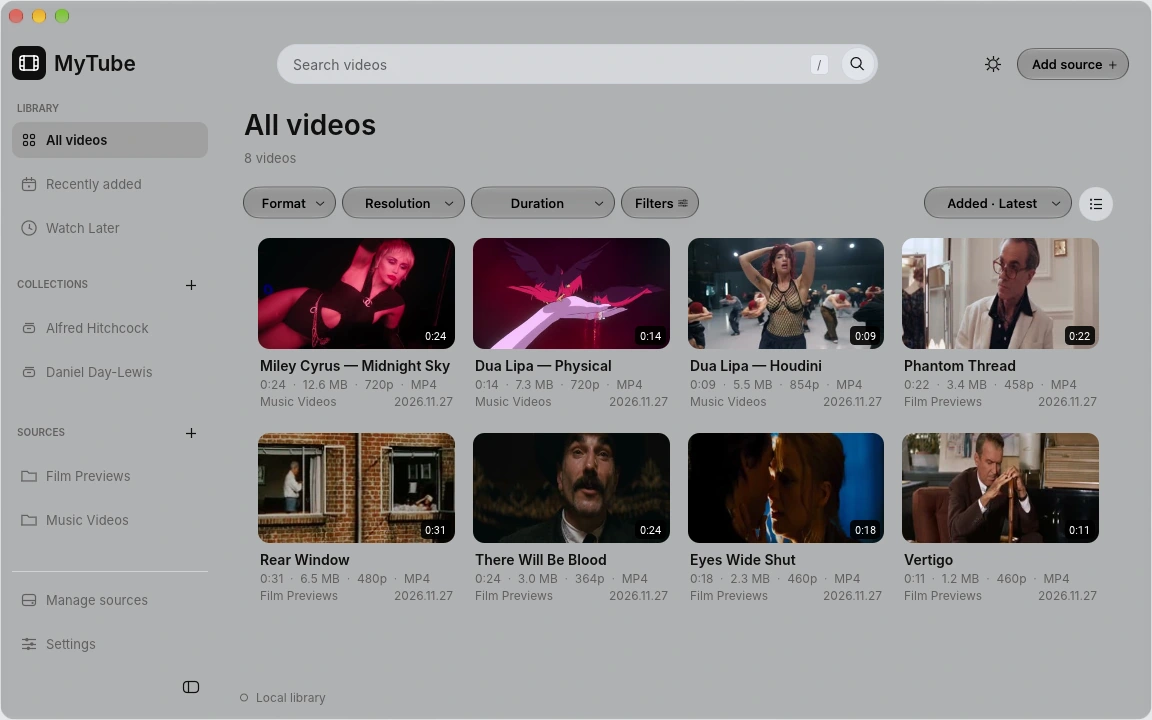 MyTube
Search videos
/
Add source +
LIBRARY
All videos
Recently added
Watch Later
COLLECTIONS +
Alfred Hitchcock
Daniel Day-Lewis
SOURCES +
Film Previews
Music Videos
Manage sources
Settings
All videos
8 videos
Format
Resolution
Duration
Filters
Added · Latest
0:24
Miley Cyrus — Midnight Sky
0:24 · 12.6 MB · 720p · MP4
Music Videos 2026.11.27
0:14
Dua Lipa — Physical
0:14 · 7.3 MB · 720p · MP4
Music Videos 2026.11.27
0:09
Dua Lipa — Houdini
0:09 · 5.5 MB · 854p · MP4
Music Videos 2026.11.27
0:22
Phantom Thread
0:22 · 3.4 MB · 458p · MP4
Film Previews 2026.11.27
0:31
Rear Window
0:31 · 6.5 MB · 480p · MP4
Film Previews 2026.11.27
0:24
There Will Be Blood
0:24 · 3.0 MB · 364p · MP4
Film Previews 2026.11.27
0:18
Eyes Wide Shut
0:18 · 2.3 MB · 460p · MP4
Film Previews 2026.11.27
0:11
Vertigo
0:11 · 1.2 MB · 460p · MP4
Film Previews 2026.11.27
Local library